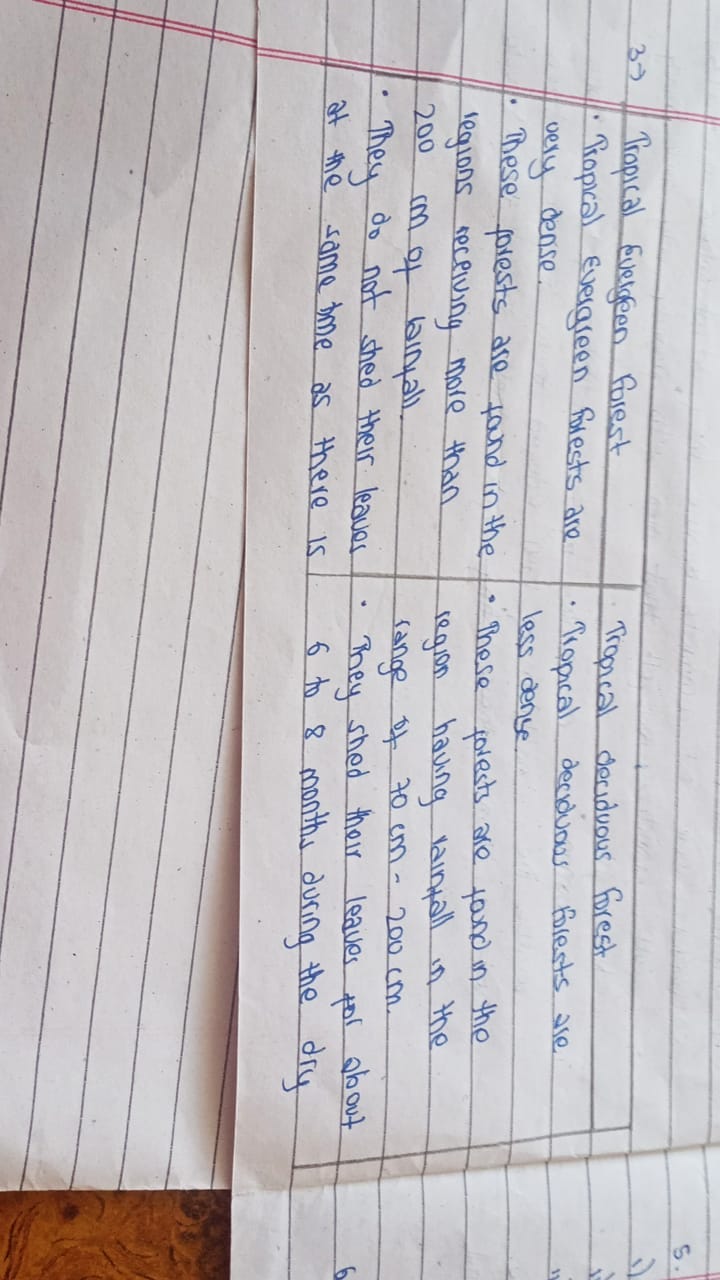 3→ Tropical Evergeen Forest
• Tropical Evergreen forests are
very dense.
• These forests are found in the
regions receiving more than
200 cm of rainfall.
• They do not shed their leaves
at the same time as there is
Tropical deciduous forest
• Tropical deciduous forests are
less dense
• These forests are found in the
region having rainfall in the
range of 70 cm - 200 cm.
• They shed their leaves for about
6 to 8 months during the dry
5.
i)
6